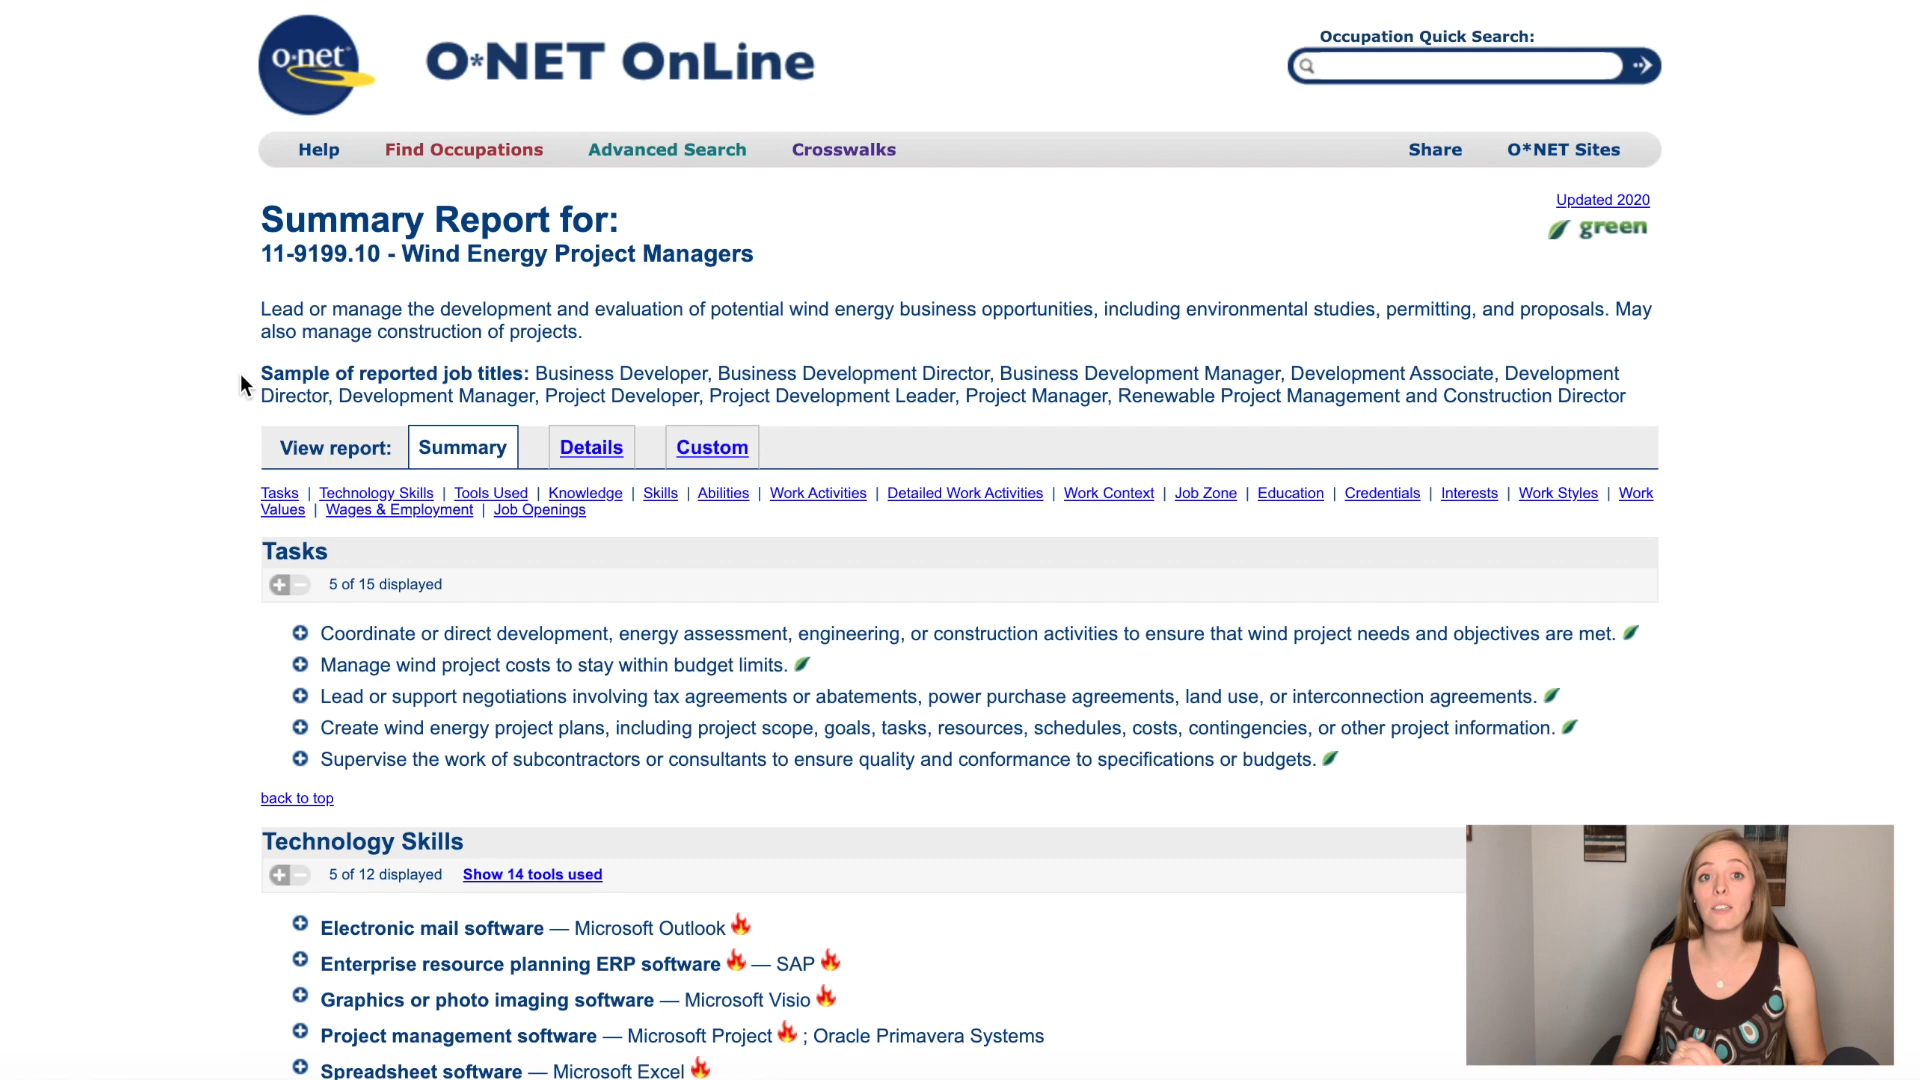 o·net
O*NET OnLine
Occupation Quick Search:
Help Find Occupations Advanced Search Crosswalks Share O*NET Sites
Updated 2020
green
Summary Report for:
11-9199.10 - Wind Energy Project Managers
Lead or manage the development and evaluation of potential wind energy business opportunities, including environmental studies, permitting, and proposals. May
also manage construction of projects.
Sample of reported job titles: Business Developer, Business Development Director, Business Development Manager, Development Associate, Development
Director, Development Manager, Project Developer, Project Development Leader, Project Manager, Renewable Project Management and Construction Director
View report: Summary Details Custom
Tasks | Technology Skills | Tools Used | Knowledge | Skills | Abilities | Work Activities | Detailed Work Activities | Work Context | Job Zone | Education | Credentials | Interests | Work Styles | Work
Values | Wages & Employment | Job Openings
Tasks
5 of 15 displayed
Coordinate or direct development, energy assessment, engineering, or construction activities to ensure that wind project needs and objectives are met.
Manage wind project costs to stay within budget limits.
Lead or support negotiations involving tax agreements or abatements, power purchase agreements, land use, or interconnection agreements.
Create wind energy project plans, including project scope, goals, tasks, resources, schedules, costs, contingencies, or other project information.
Supervise the work of subcontractors or consultants to ensure quality and conformance to specifications or budgets.
back to top
Technology Skills
5 of 12 displayed Show 14 tools used
Electronic mail software — Microsoft Outlook
Enterprise resource planning ERP software — SAP
Graphics or photo imaging software — Microsoft Visio
Project management software — Microsoft Project ; Oracle Primavera Systems
Spreadsheet software — Microsoft Excel